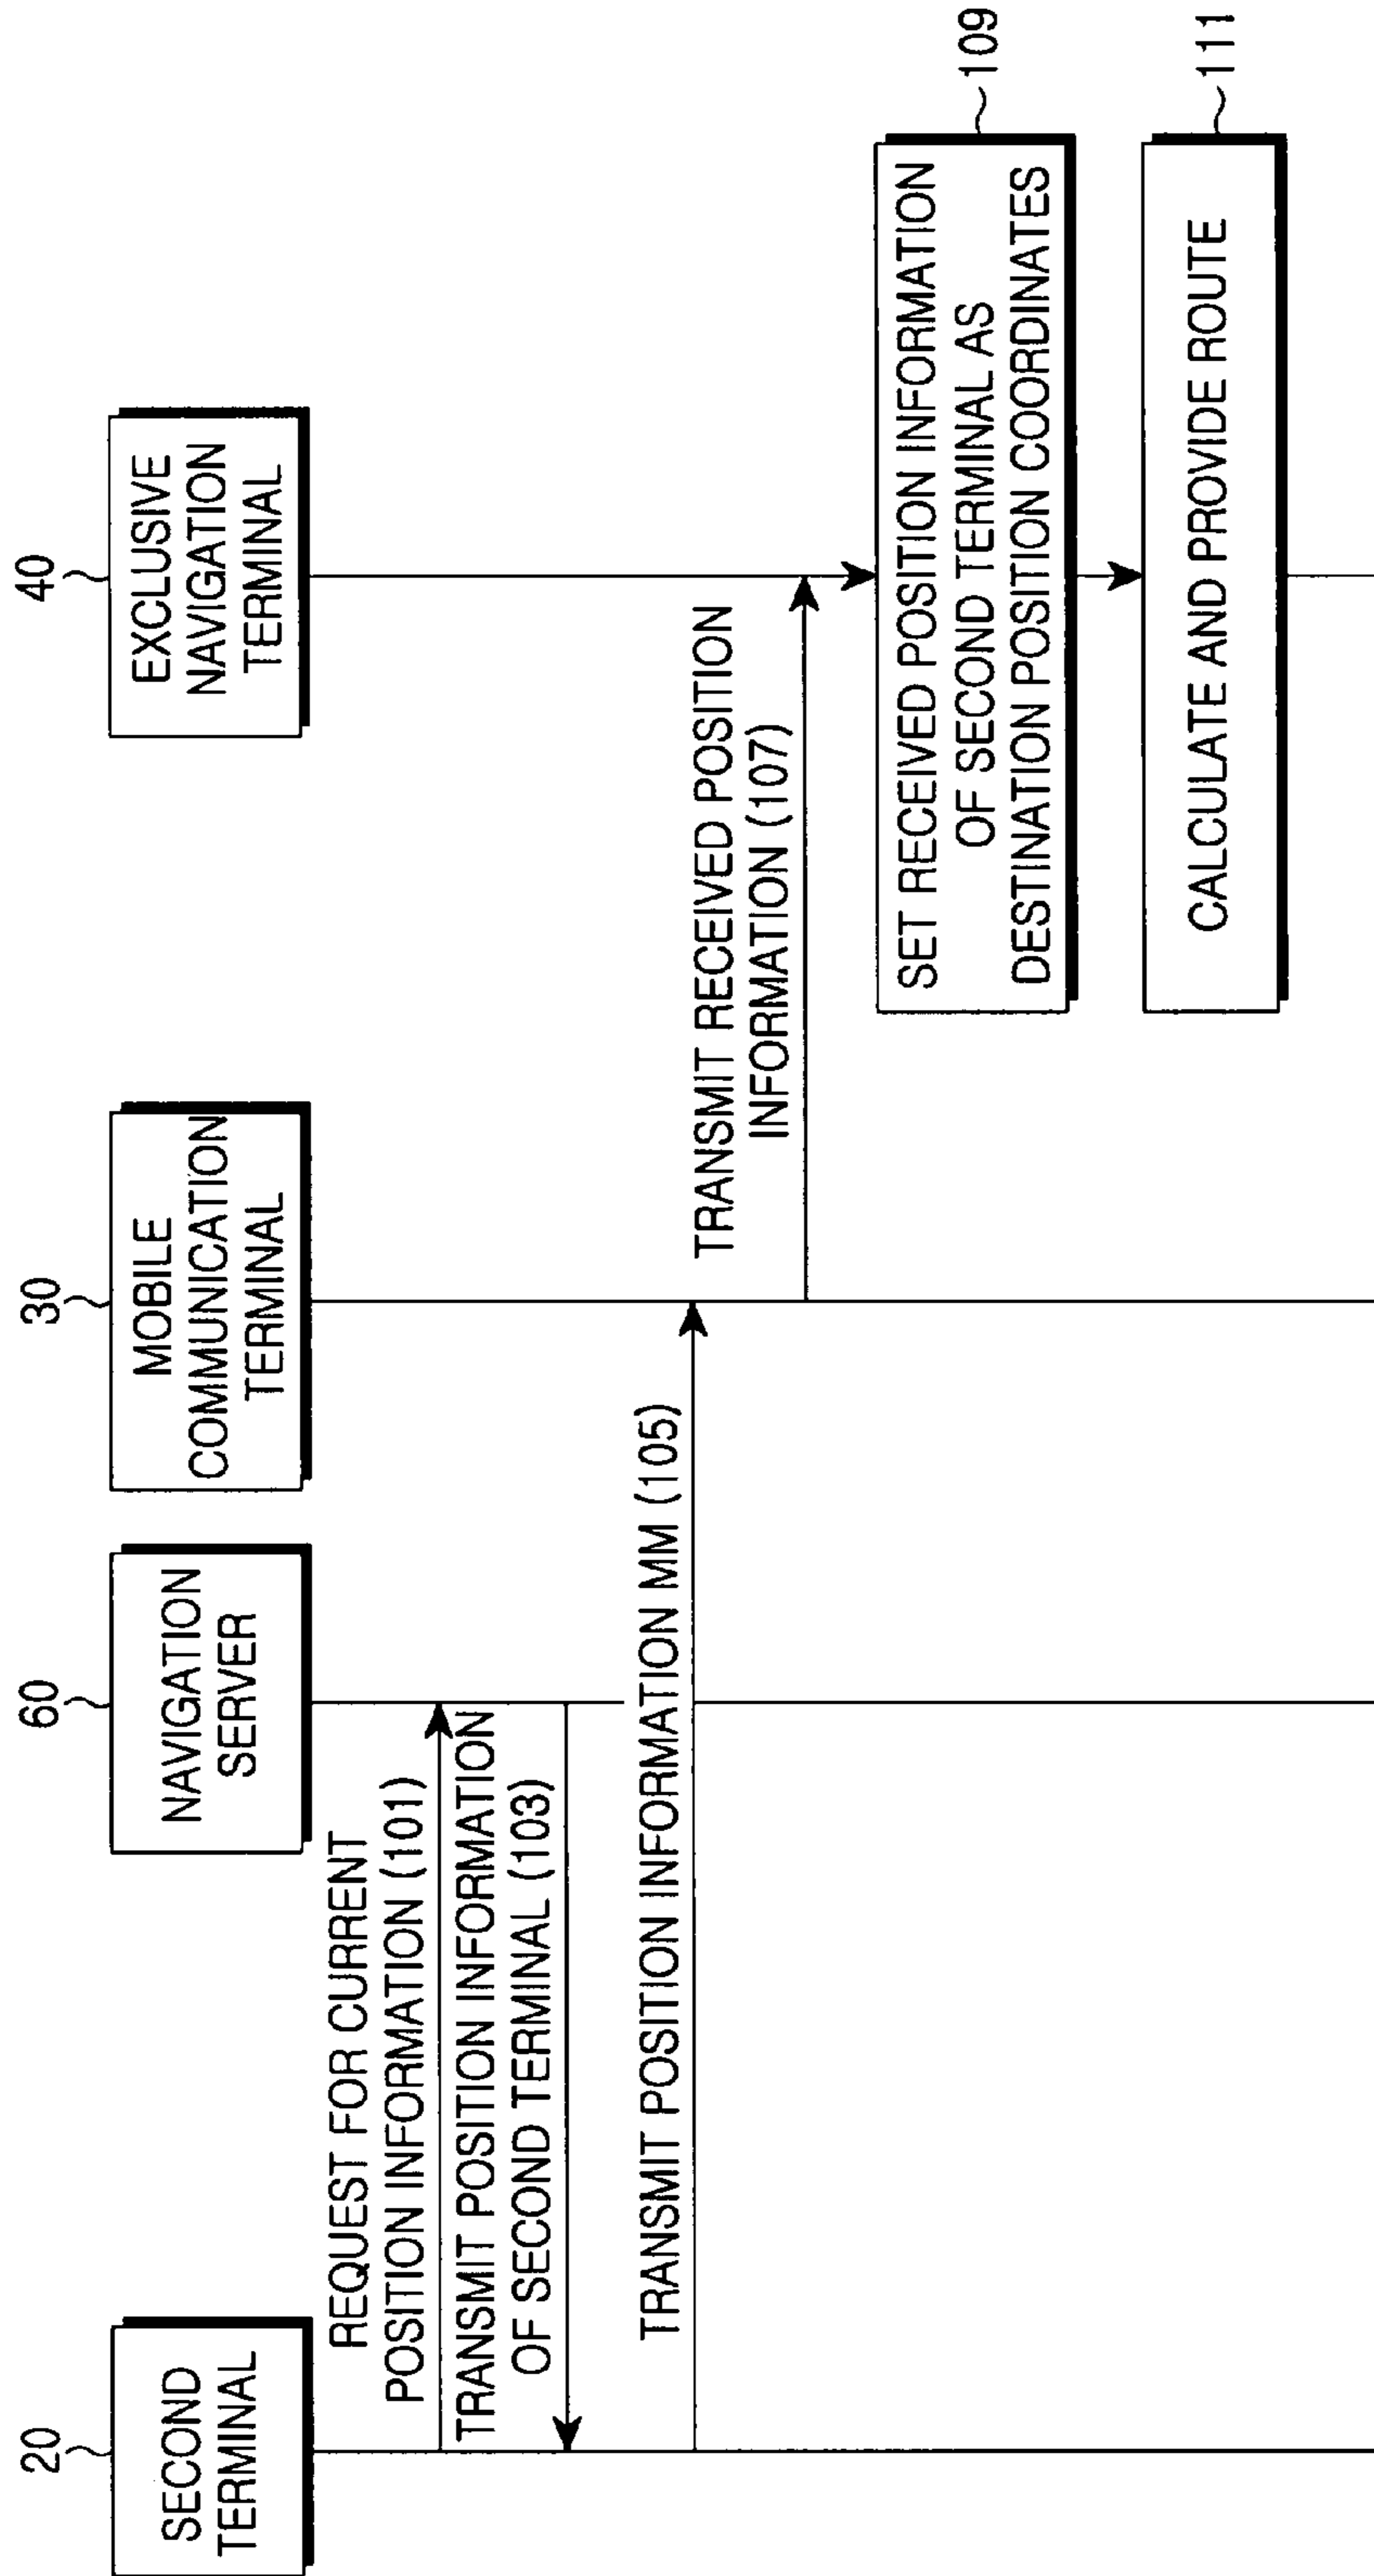 20
SECOND
TERMINAL
60
NAVIGATION
SERVER
30
MOBILE
COMMUNICATION
TERMINAL
40
EXCLUSIVE
NAVIGATION
TERMINAL
REQUEST FOR CURRENT
POSITION INFORMATION (101)
TRANSMIT POSITION INFORMATION
OF SECOND TERMINAL (103)
TRANSMIT POSITION INFORMATION MM (105)
TRANSMIT RECEIVED POSITION
INFORMATION (107)
SET RECEIVED POSITION INFORMATION
OF SECOND TERMINAL AS
DESTINATION POSITION COORDINATES
109
CALCULATE AND PROVIDE ROUTE
111